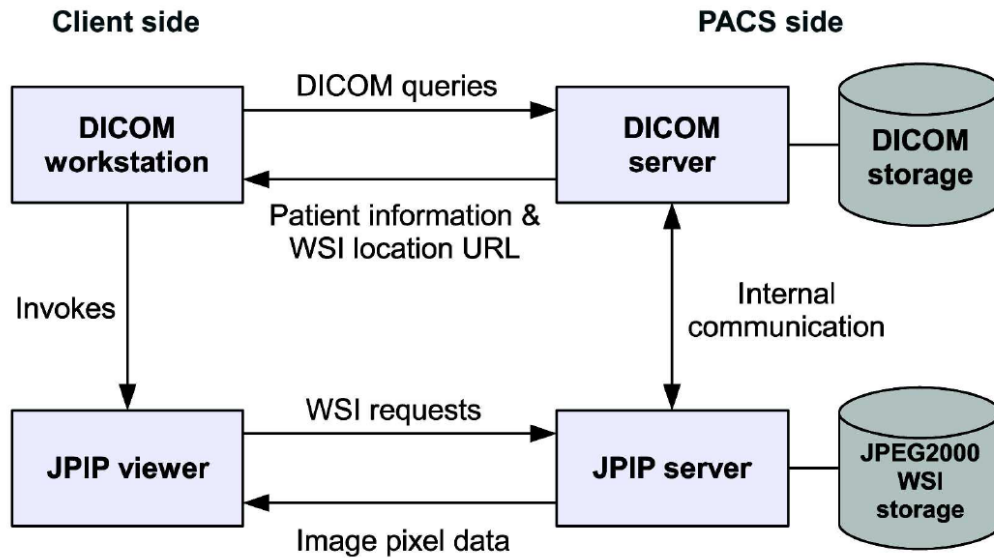 Client side
PACS side
DICOM queries
DICOM
workstation
DICOM
server
DICOM
storage
Patient information &
WSI location URL
Invokes
Internal
communication
WSI requests
JPIP viewer
JPIP server
JPEG2000
WSI
storage
Image pixel data